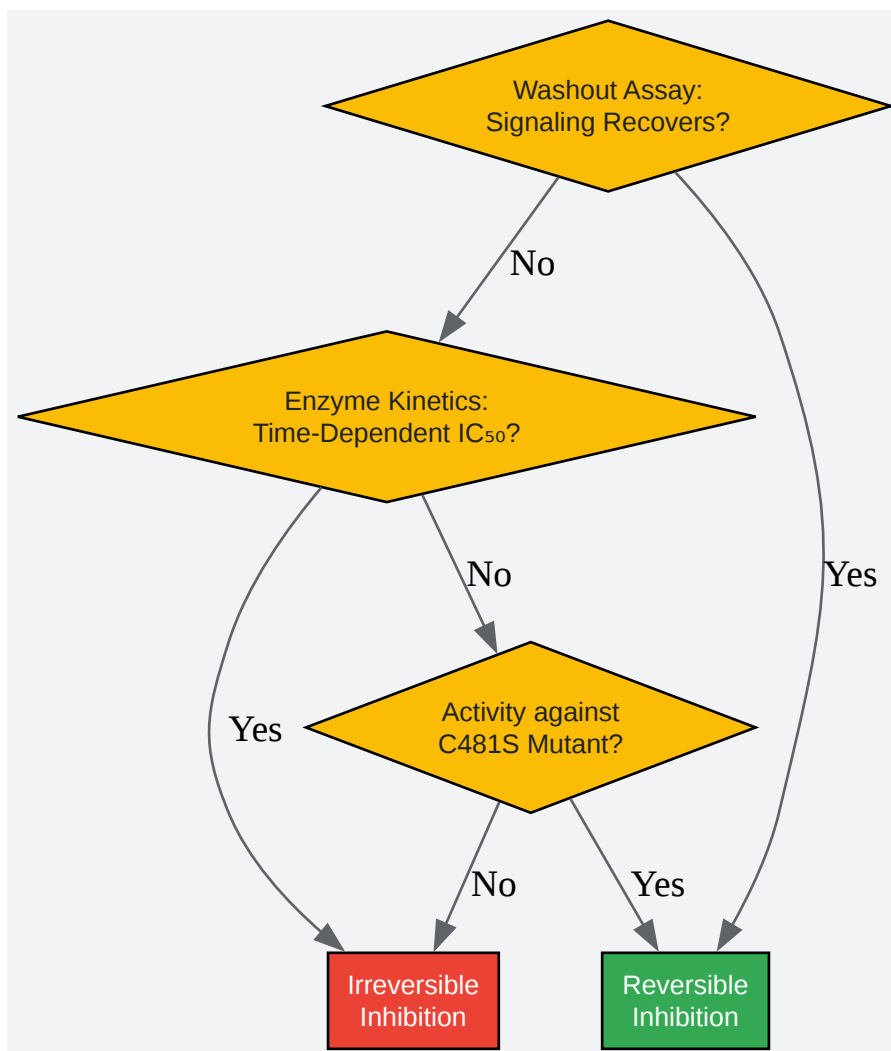 Washout Assay:
Signaling Recovers?
No
Enzyme Kinetics:
Time-Dependent IC₅₀?
No
Yes
Activity against
C481S Mutant?
Yes
No
Yes
Irreversible
Inhibition
Reversible
Inhibition